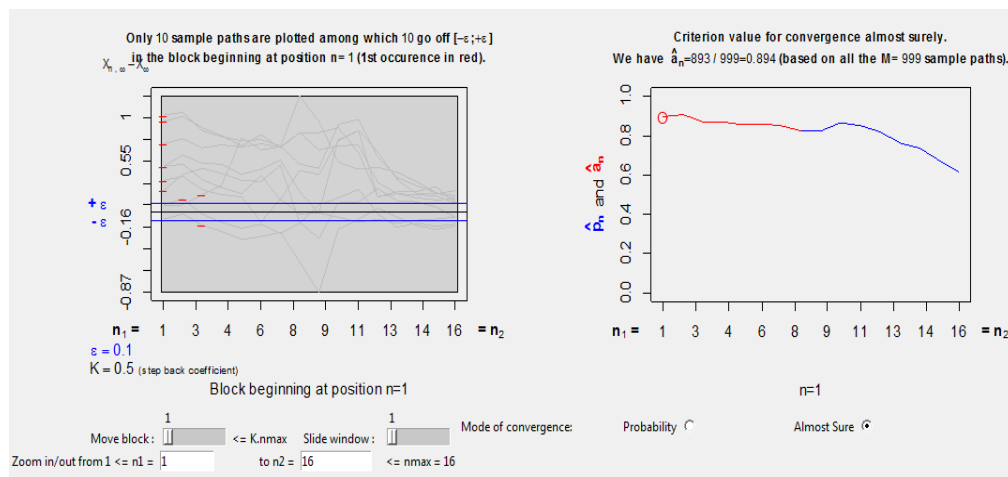 Only 10 sample paths are plotted among which 10 go off [-ε;+ε]
in the block beginning at position n= 1 (1st occurence in red).
Xn,ω−Xω
1
0.55
+ ε
- ε
-0.16
-0.87
n1 = 1 3 4 6 8 9 11 13 14 16 = n2
ε = 0.1
K = 0.5 (step back coefficient)
Block beginning at position n=1
Criterion value for convergence almost surely.
We have ân=893 / 999=0.894 (based on all the M= 999 sample paths).
p̂n and ân
1.0
0.8
0.6
0.4
0.2
0.0
n1 = 1 3 4 6 8 9 11 13 14 16 = n2
n=1
1 1
Move block : <= K.nmax Slide window :
Mode of convergence: Probability Almost Sure
Zoom in/out from 1 <= n1 = 1 to n2 = 16 <= nmax = 16